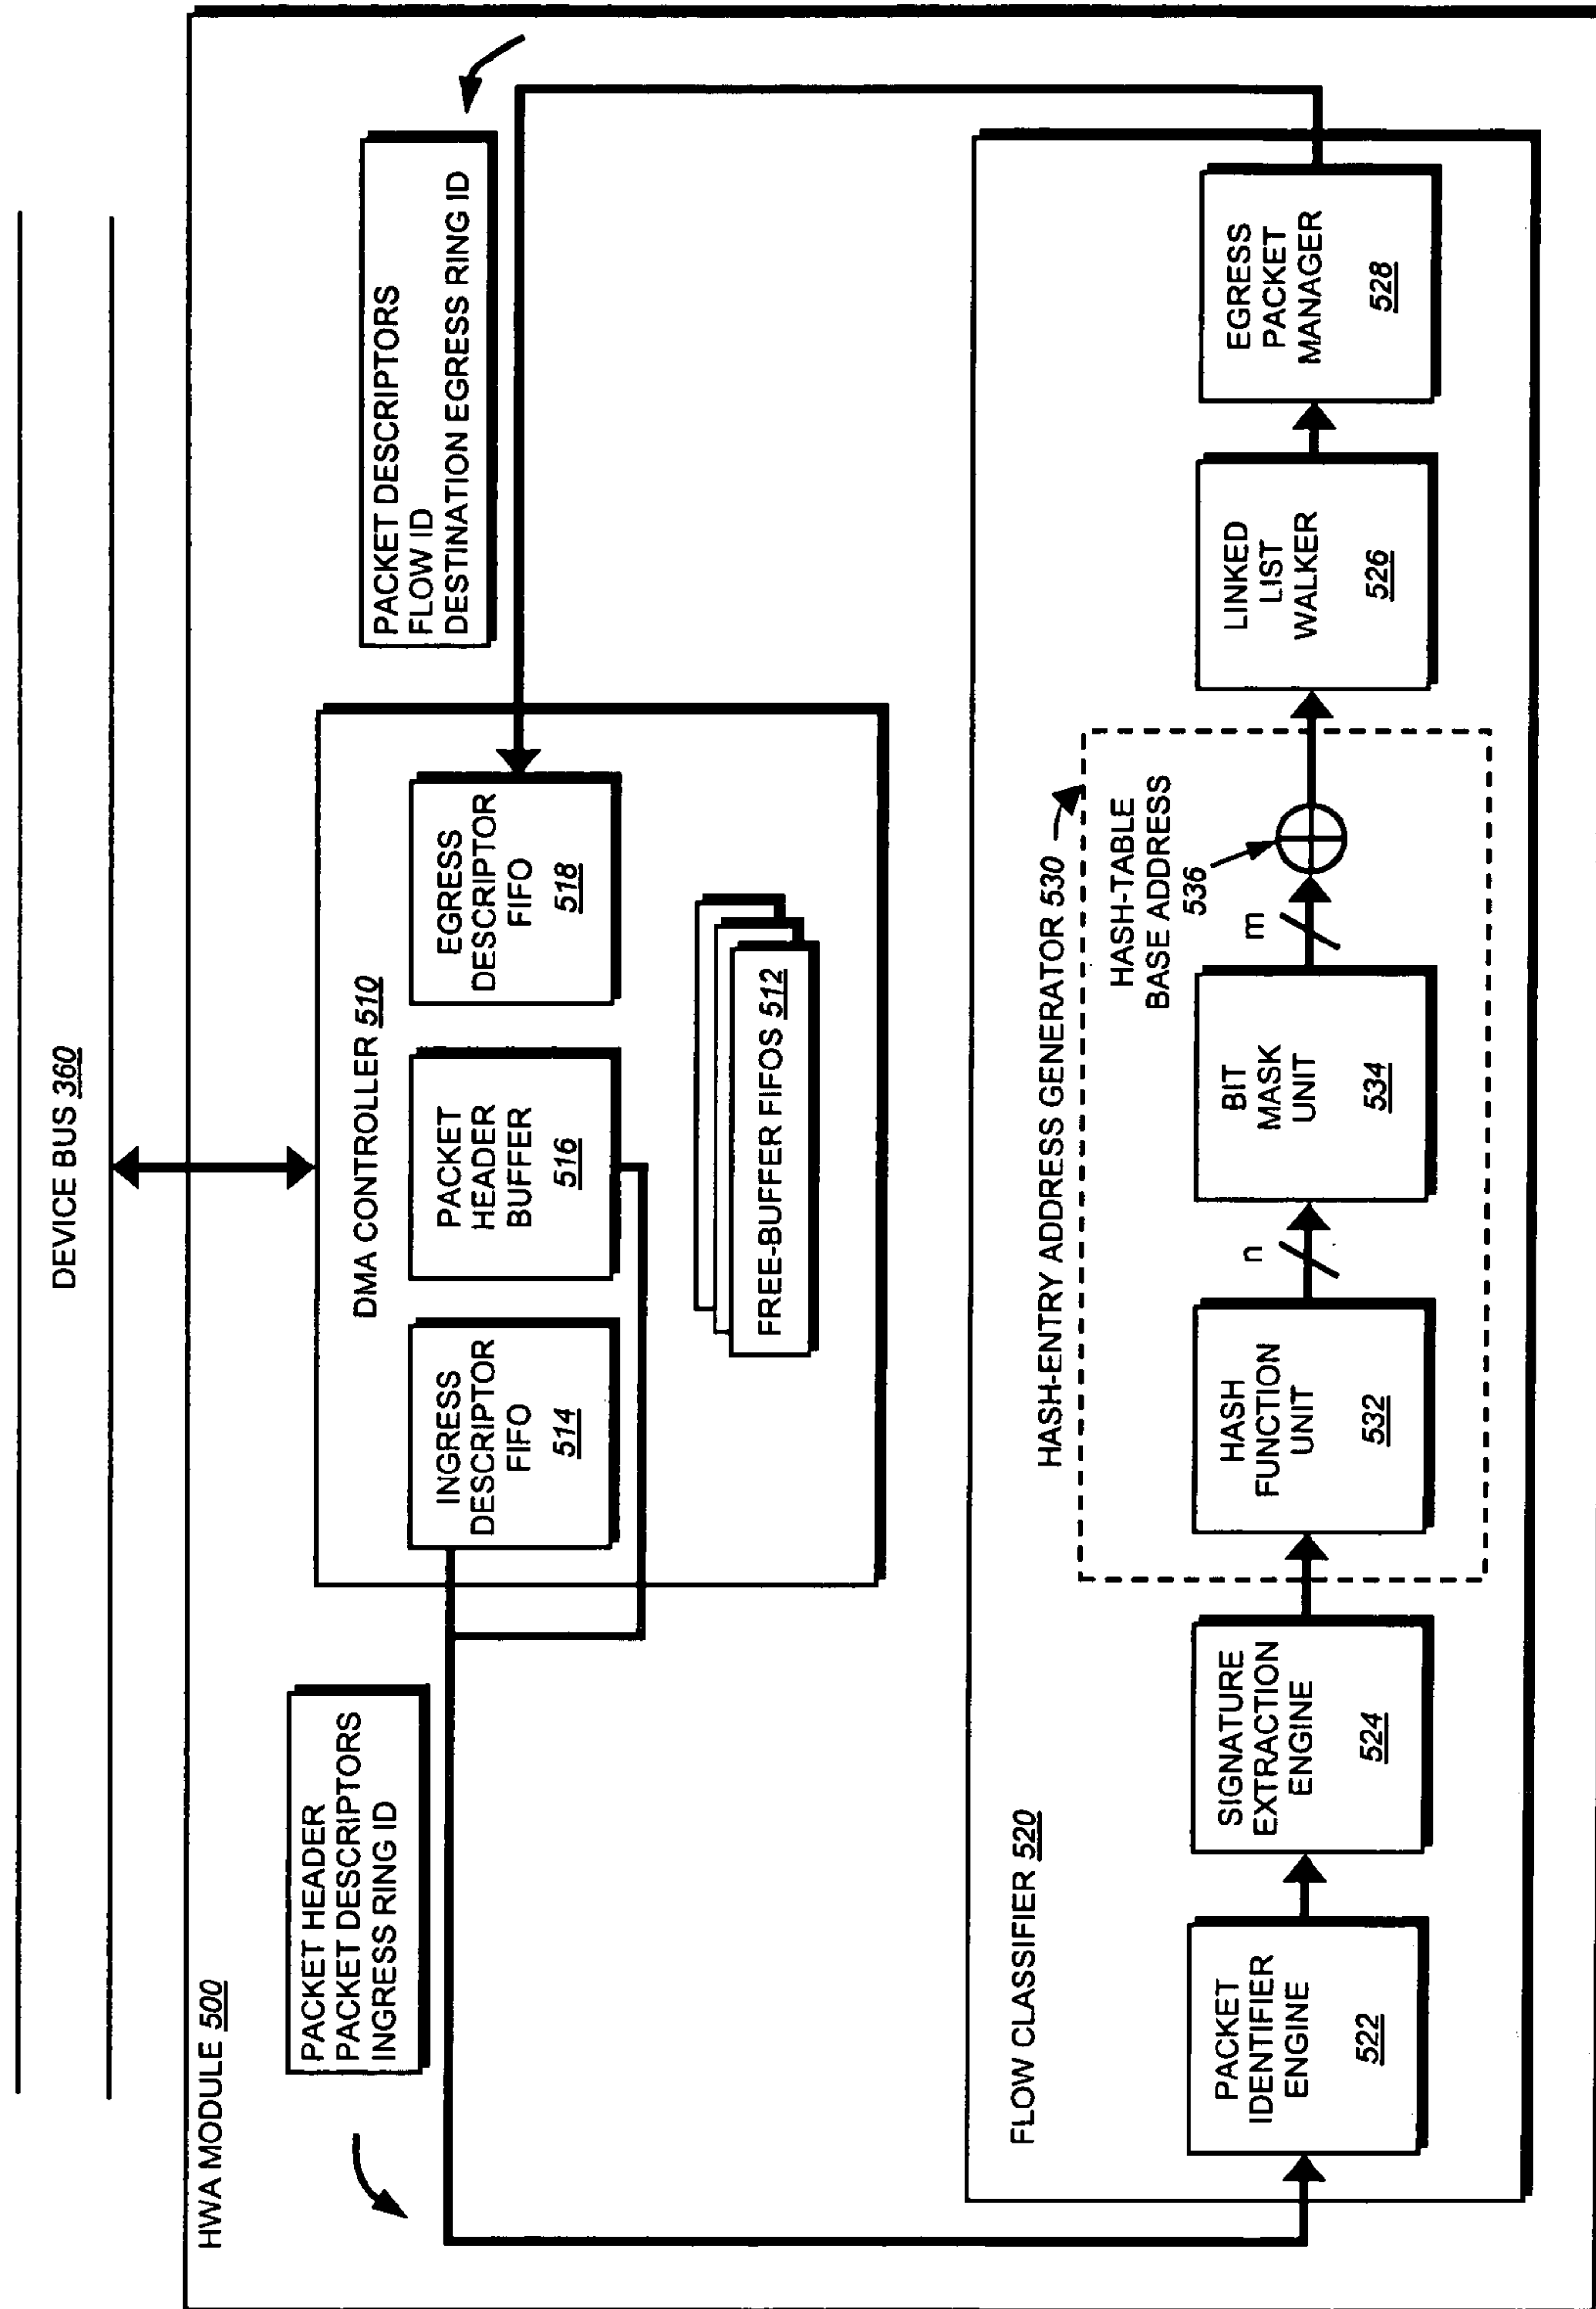 DEVICE BUS 360
HWA MODULE 500
PACKET HEADER
PACKET DESCRIPTORS
INGRESS RING ID
DMA CONTROLLER 510
INGRESS
DESCRIPTOR
FIFO
514
PACKET
HEADER
BUFFER
516
EGRESS
DESCRIPTOR
FIFO
518
FREE-BUFFER FIFOS 512
PACKET DESCRIPTORS
FLOW ID
DESTINATION EGRESS RING ID
FLOW CLASSIFIER 520
PACKET
IDENTIFIER
ENGINE
522
SIGNATURE
EXTRACTION
ENGINE
524
HASH-ENTRY ADDRESS GENERATOR 530
HASH
FUNCTION
UNIT
532
n
BIT
MASK
UNIT
534
m
HASH-TABLE
BASE ADDRESS
536
LINKED
LIST
WALKER
526
EGRESS
PACKET
MANAGER
528